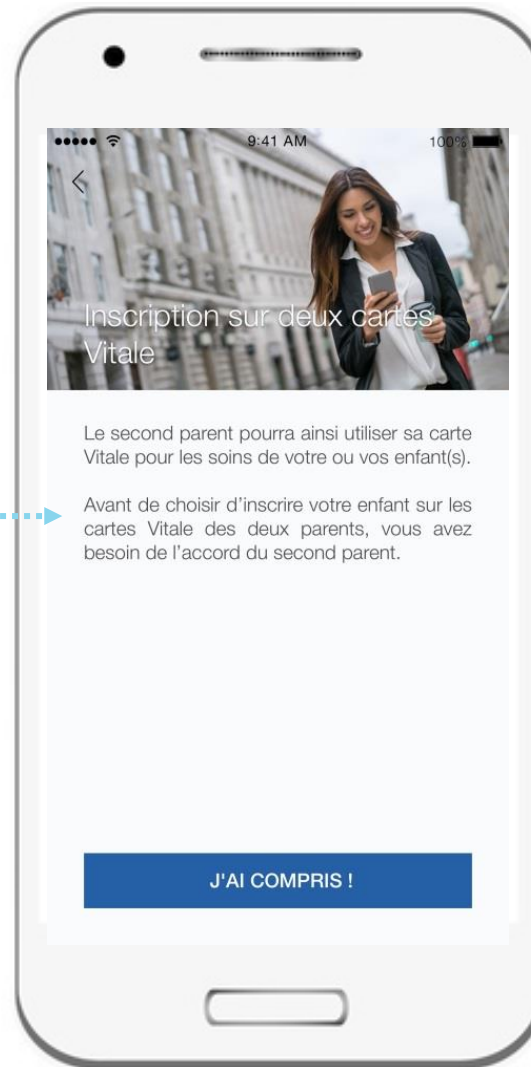 9:41 AM 100%
Inscription sur deux cartes
Vitale
Le second parent pourra ainsi utiliser sa carte
Vitale pour les soins de votre ou vos enfant(s).
Avant de choisir d’inscrire votre enfant sur les
cartes Vitale des deux parents, vous avez
besoin de l’accord du second parent.
J'AI COMPRIS !